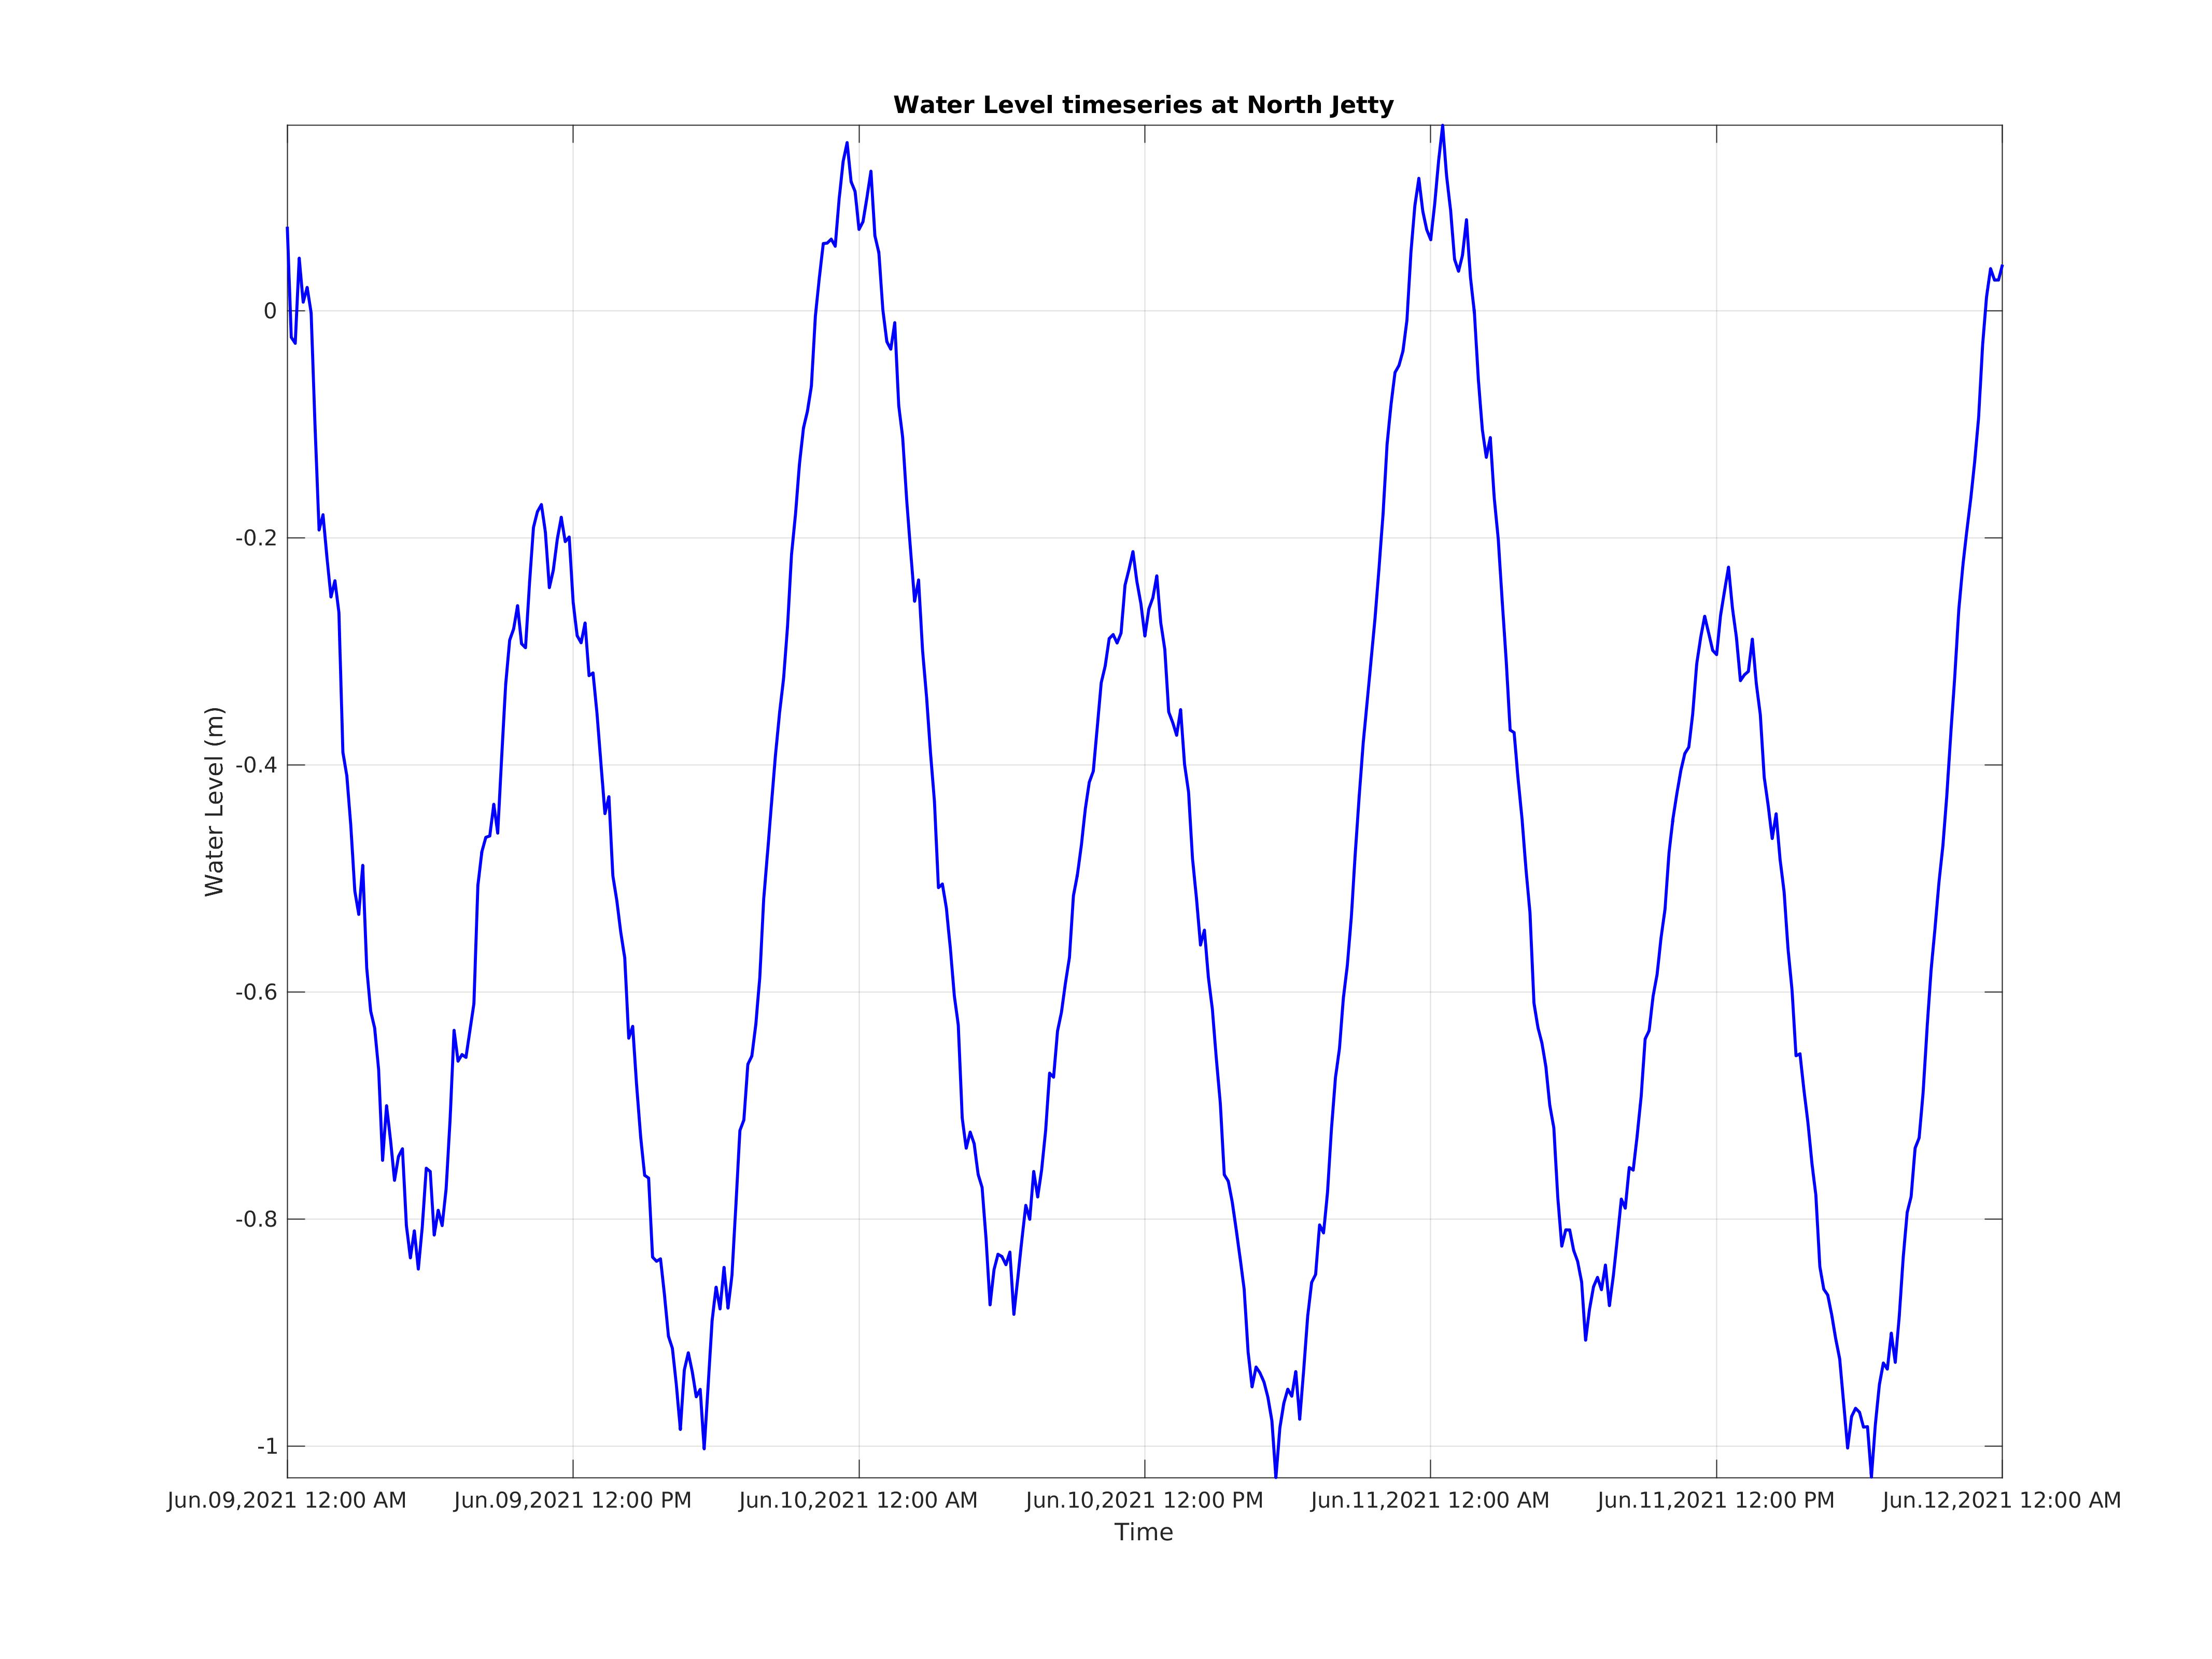 Water Level timeseries at North Jetty
0
-0.2
-0.4
-0.6
-0.8
-1
Water Level (m)
Jun.09,2021 12:00 AM Jun.09,2021 12:00 PM Jun.10,2021 12:00 AM Jun.10,2021 12:00 PM Jun.11,2021 12:00 AM Jun.11,2021 12:00 PM Jun.12,2021 12:00 AM
Time